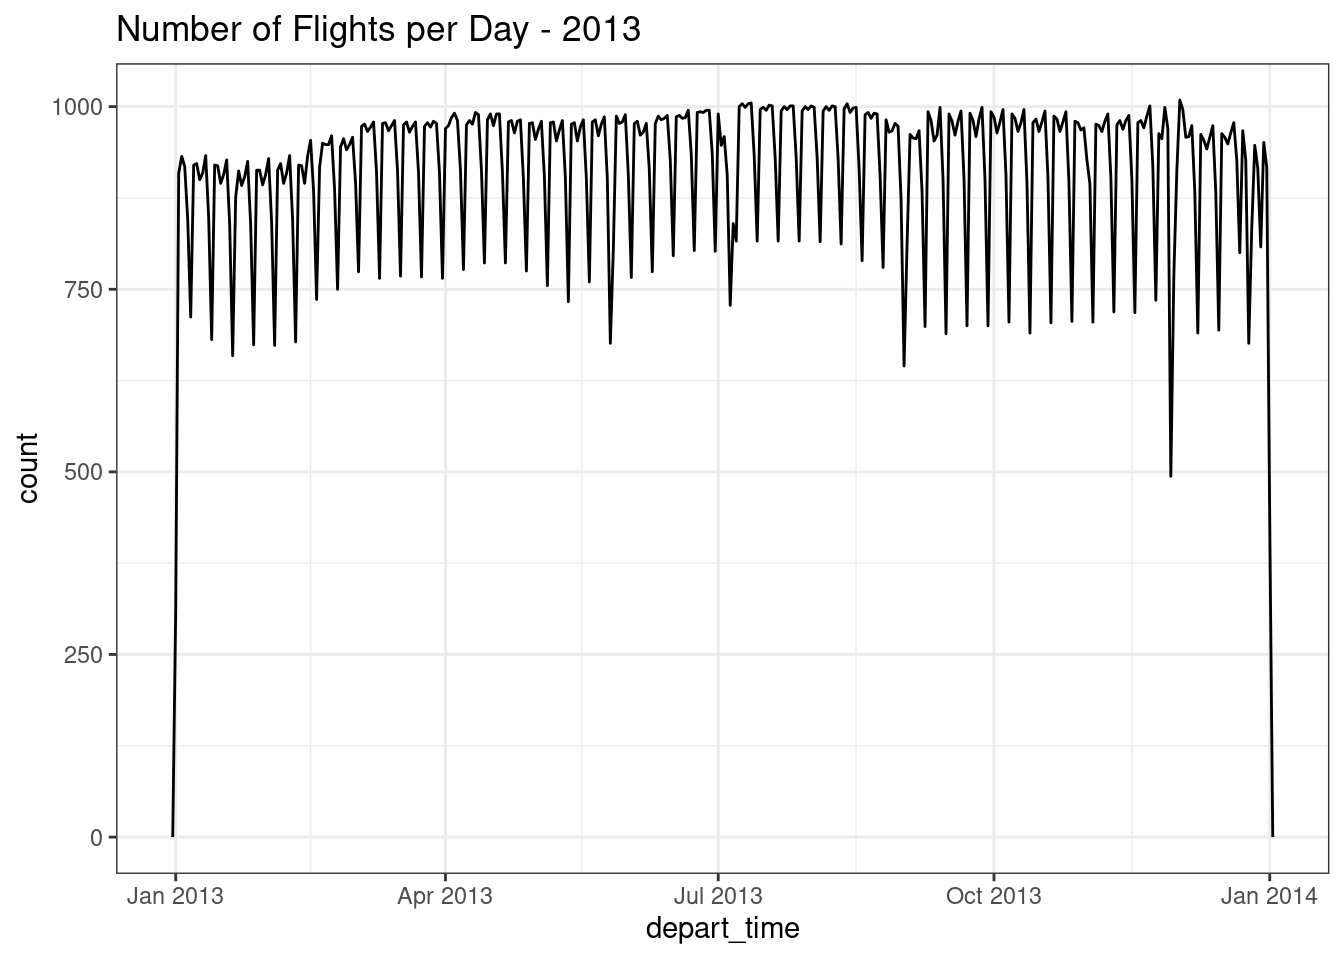 Number of Flights per Day - 2013
1000
750
500
250
0
count
Jan 2013
Apr 2013
Jul 2013
Oct 2013
Jan 2014
depart_time